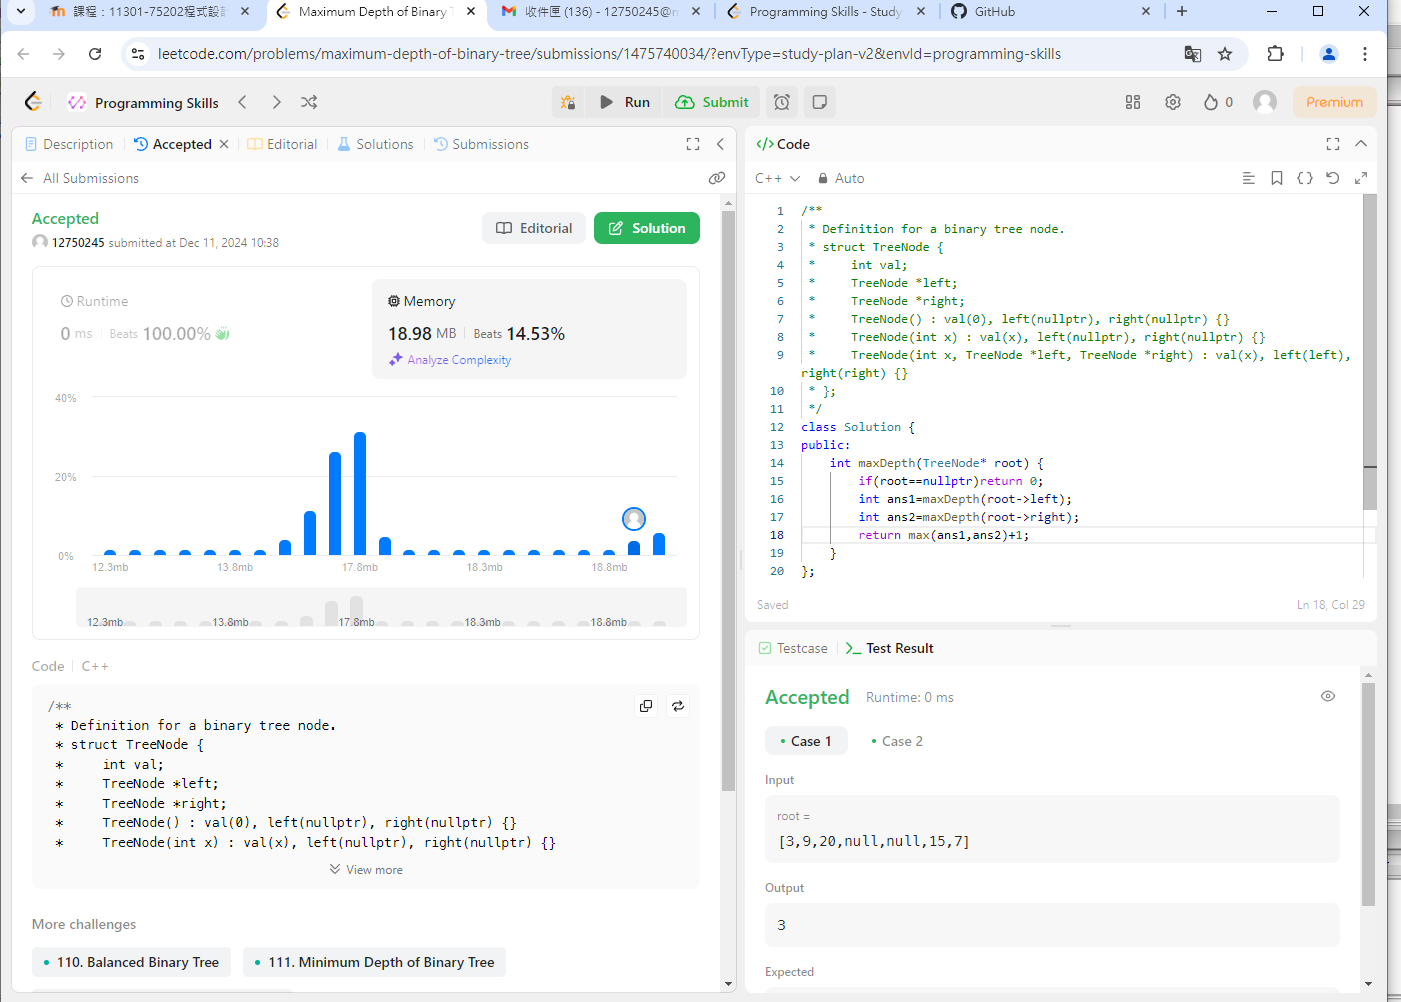 課程：11301-75202程式設計
Maximum Depth of Binary T
收件匣 (136) - 12750245@m
Programming Skills - Study
GitHub
leetcode.com/problems/maximum-depth-of-binary-tree/submissions/1475740034/?envType=study-plan-v2&envId=programming-skills
Programming Skills
Run
Submit
0
Premium
Description
Accepted
Editorial
Solutions
Submissions
All Submissions
Accepted
12750245 submitted at Dec 11, 2024 10:38
Editorial
Solution
Runtime
0 ms
Beats 100.00%
Memory
18.98 MB
Beats 14.53%
Analyze Complexity
40%
20%
0%
12.3mb 13.8mb 17.8mb 18.3mb 18.8mb
12.3mb 13.8mb 17.8mb 18.3mb 18.8mb
Code
C++
/**
* Definition for a binary tree node.
* struct TreeNode {
*     int val;
*     TreeNode *left;
*     TreeNode *right;
*     TreeNode() : val(0), left(nullptr), right(nullptr) {}
*     TreeNode(int x) : val(x), left(nullptr), right(nullptr) {}
View more
More challenges
110. Balanced Binary Tree
111. Minimum Depth of Binary Tree
</> Code
C++
Auto
1 /**
2 * Definition for a binary tree node.
3 * struct TreeNode {
4 *     int val;
5 *     TreeNode *left;
6 *     TreeNode *right;
7 *     TreeNode() : val(0), left(nullptr), right(nullptr) {}
8 *     TreeNode(int x) : val(x), left(nullptr), right(nullptr) {}
9 *     TreeNode(int x, TreeNode *left, TreeNode *right) : val(x), left(left),
right(right) {}
10 * };
11 */
12 class Solution {
13 public:
14     int maxDepth(TreeNode* root) {
15         if(root==nullptr)return 0;
16         int ans1=maxDepth(root->left);
17         int ans2=maxDepth(root->right);
18         return max(ans1,ans2)+1;
19     }
20 };
Saved
Ln 18, Col 29
Testcase
Test Result
Accepted
Runtime: 0 ms
Case 1
Case 2
Input
root =
[3,9,20,null,null,15,7]
Output
3
Expected